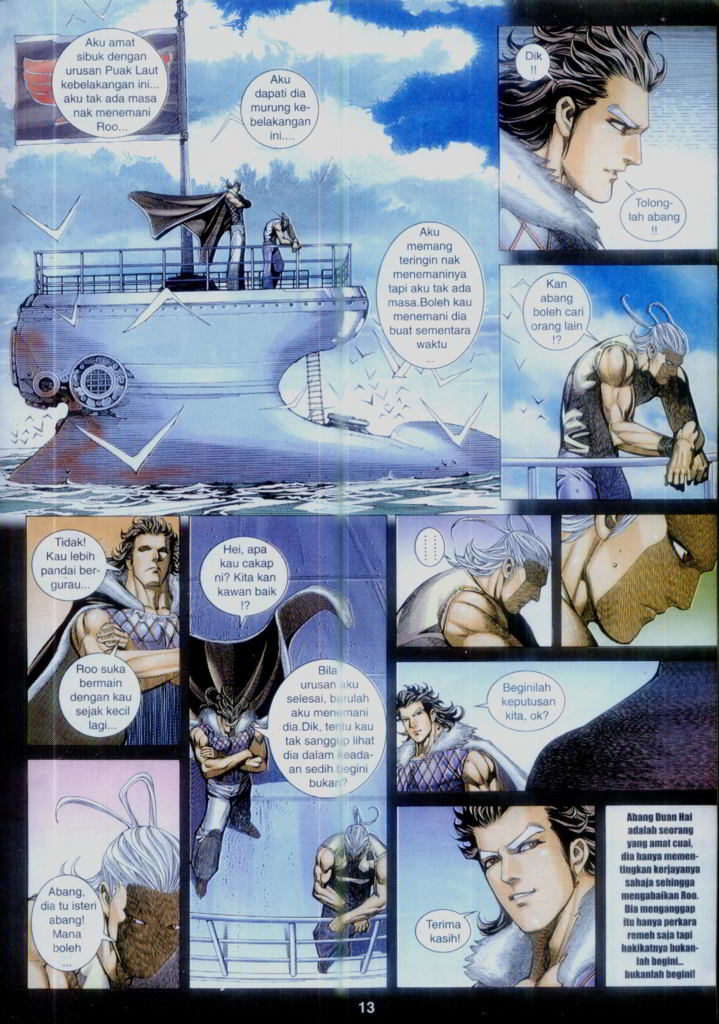 Aku amat
sibuk dengan
urusan Puak Laut
kebelakangan ini...
aku tak ada masa
nak menemani
Roo...
Aku
dapati dia
murung ke-
belakangan
ini....
Aku
memang
teringin nak
menemaninya
tapi aku tak ada
masa.Boleh kau
menemani dia
buat sementara
waktu
...
Dik
!!
Tolong-
lah abang
!!
Kan
abang
boleh cari
orang lain
!?
Tidak!
Kau lebih
pandai ber-
gurau...
Roo suka
bermain
dengan kau
sejak kecil
lagi...
Hei, apa
kau cakap
ni? Kita kan
kawan baik
!?
Bila
urusan aku
selesai, barulah
aku menemani
dia.Dik, tentu kau
tak sanggup lihat
dia dalam keada-
an sedih begini
bukan?
Beginilah
keputusan
kita, ok?
Abang,
dia tu isteri
abang!
Mana
boleh
...
Terima
kasih!
Abang Duan Hai
adalah seorang
yang amat cuai,
dia hanya memen-
tingkan kerjayanya
sahaja sehingga
mengabaikan Roo.
Dia menganggap
itu hanya perkara
remeh saja tapi
hakikatnya bukan-
lah begini...
bukanlah begini!
13